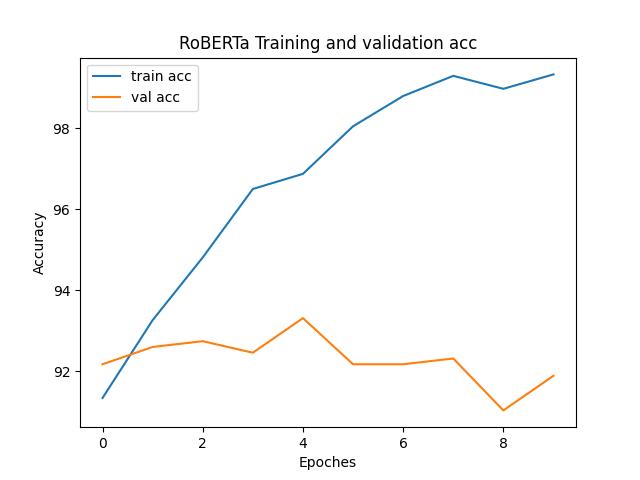 RoBERTa Training and validation acc
train acc
val acc
98
96
94
92
Accuracy
0 2 4 6 8
Epoches